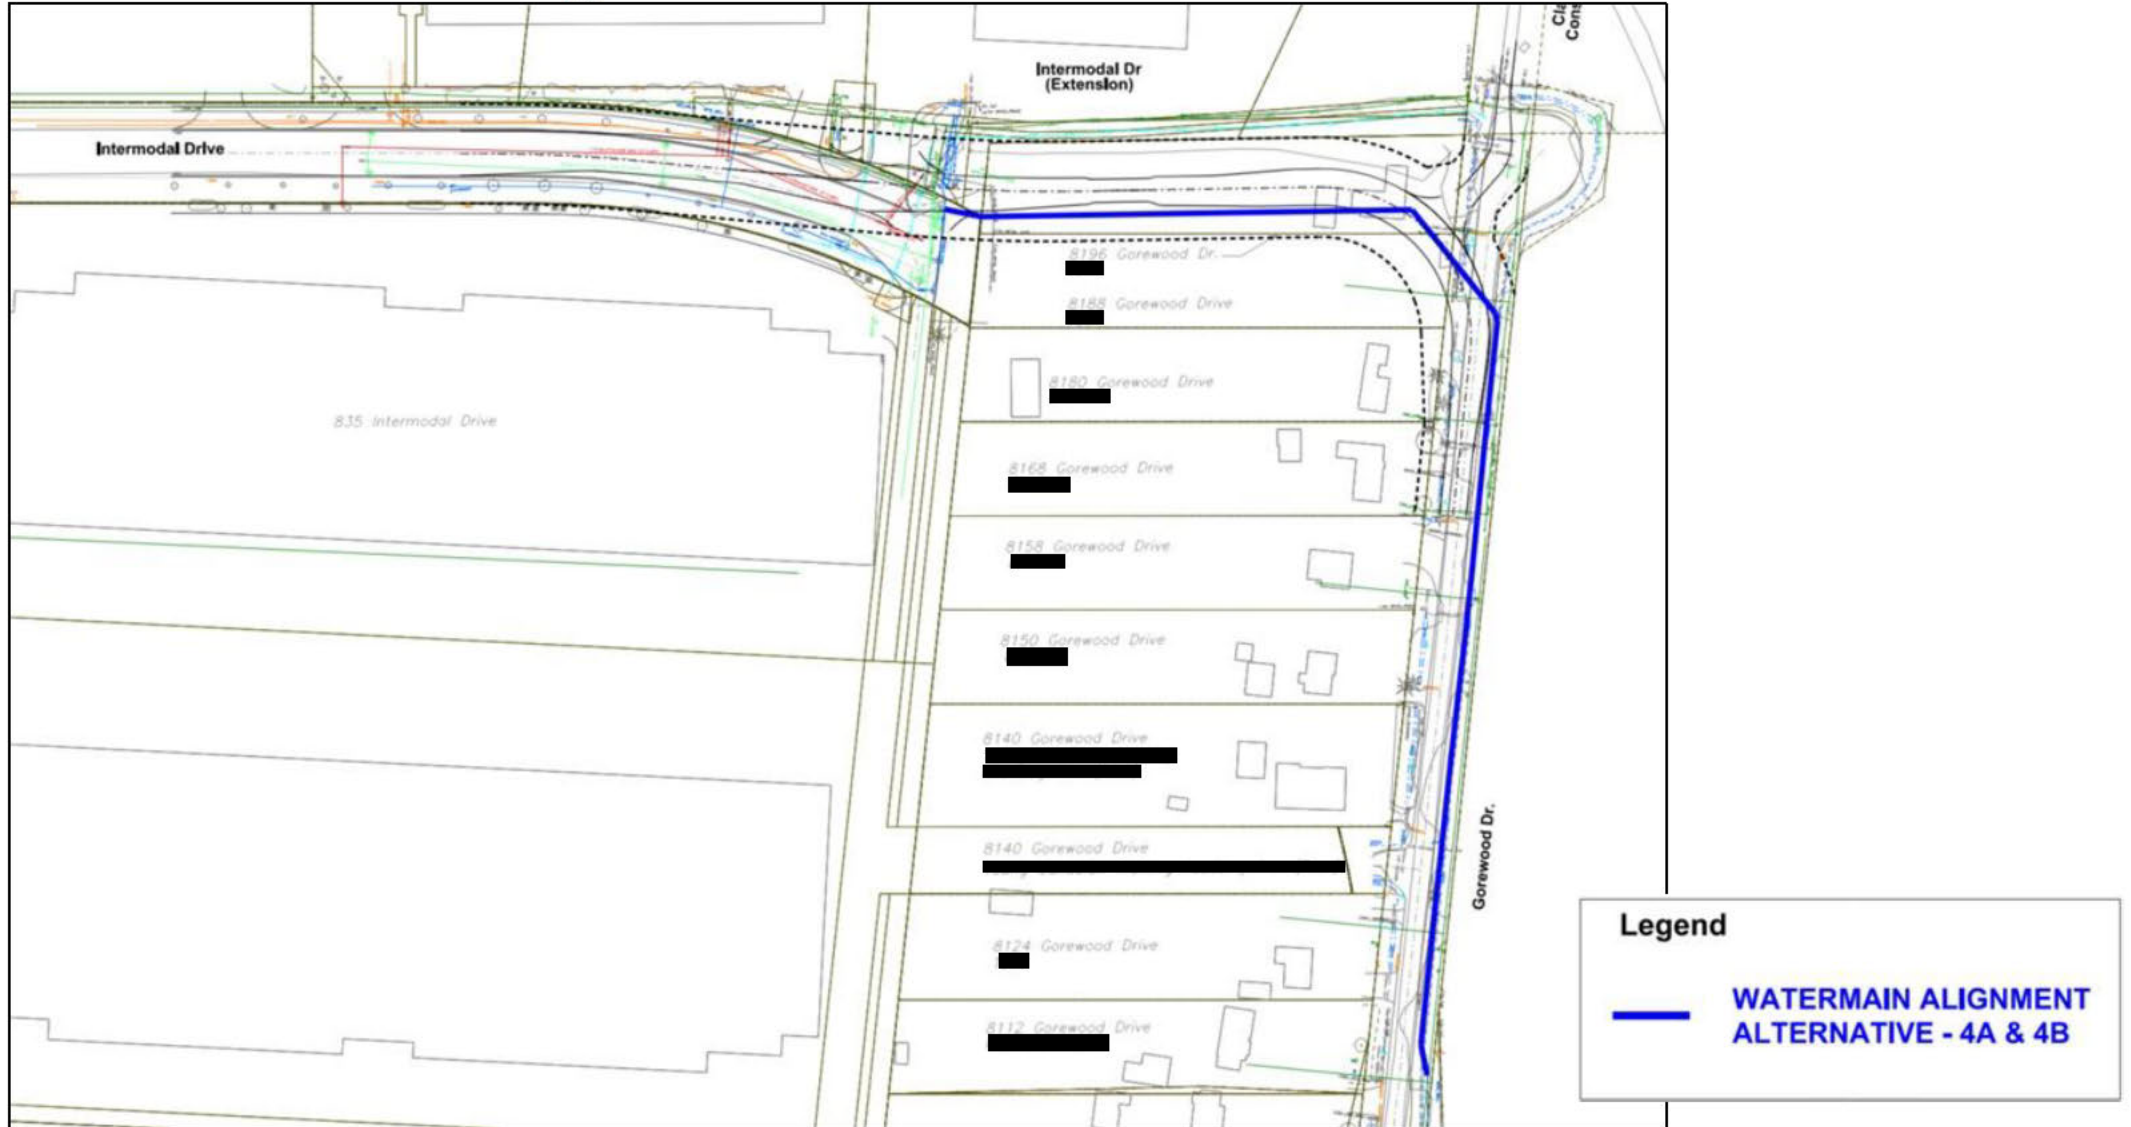 Cla
Cons
Intermodal Dr
(Extension)
Intermodal Drive
8196 Gorewood Dr.
8188 Gorewood Drive
8180 Gorewood Drive
835 Intermodal Drive
8168 Gorewood Drive
8158 Gorewood Drive
8150 Gorewood Drive
8140 Gorewood Drive
8140 Gorewood Drive
Gorewood Dr.
8124 Gorewood Drive
8112 Gorewood Drive
Legend
WATERMAIN ALIGNMENT
ALTERNATIVE - 4A & 4B